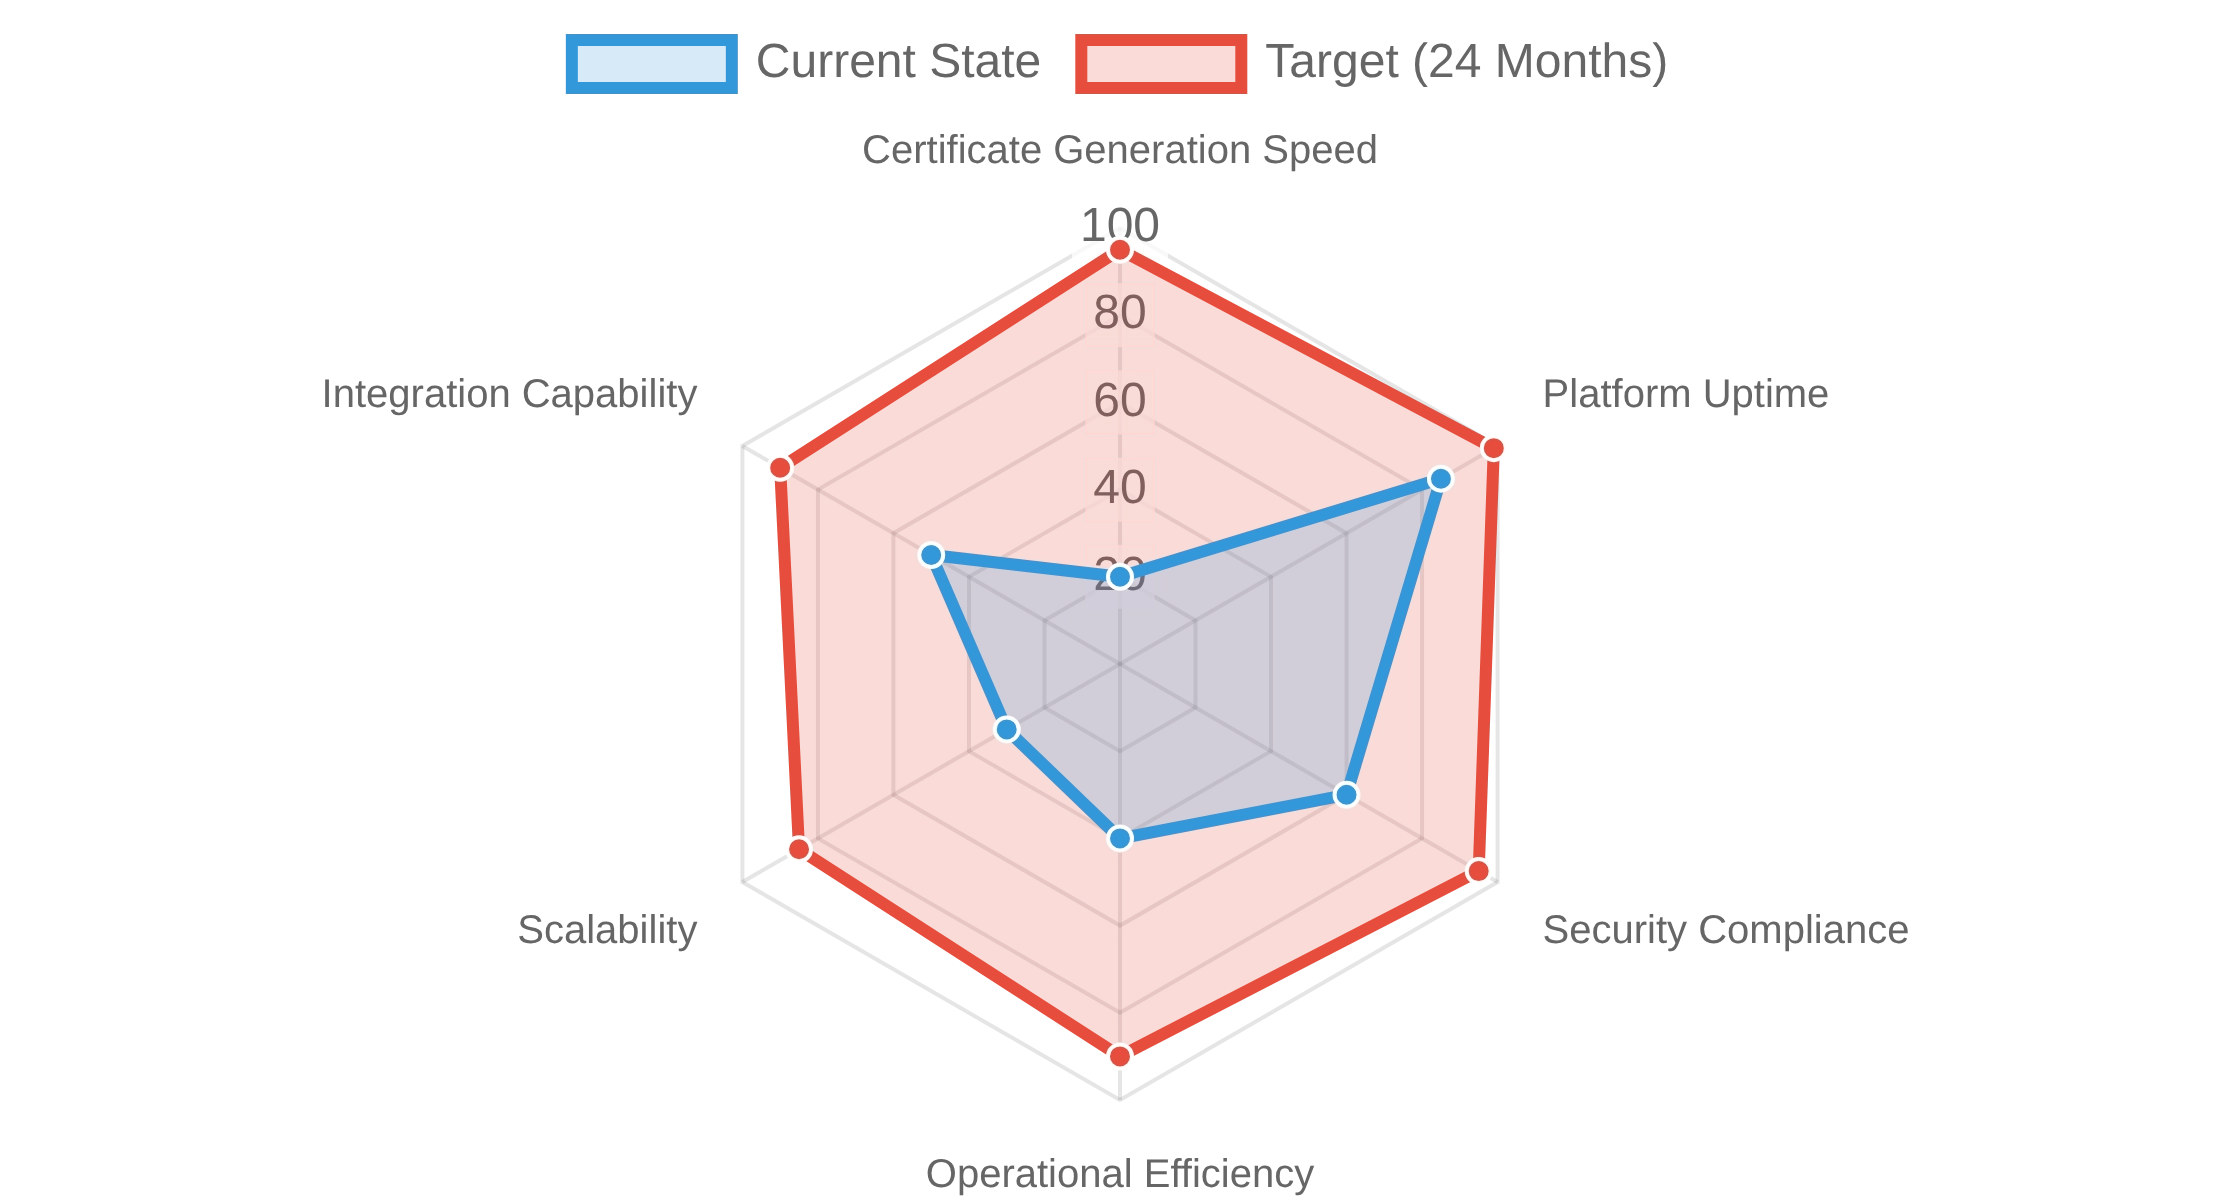 Current State
Target (24 Months)
Certificate Generation Speed
100
80
60
40
20
Integration Capability
Platform Uptime
Scalability
Security Compliance
Operational Efficiency